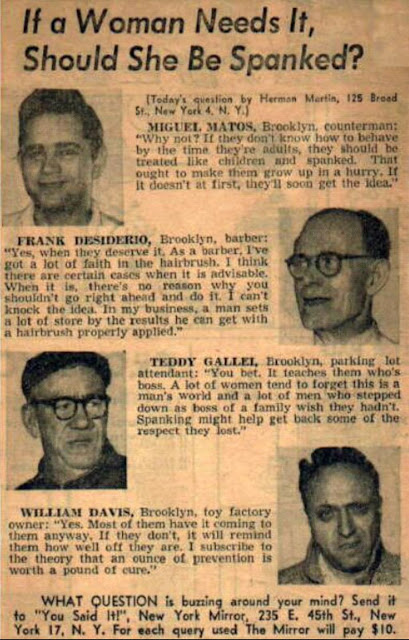 If a Woman Needs It,
Should She Be Spanked?
(Today's question by Herman Martin, 125 Broad
St., New York 4, N. Y.)
MIGUEL MATOS, Brooklyn, counterman:
"Why not? If they don't know how to behave
by the time they're adults, they should be
treated like children and spanked. That
ought to make them grow up in a hurry. If
it doesn't at first, they'll soon get the idea."
FRANK DESIDERIO, Brooklyn, barber:
"Yes, when they deserve it. As a barber, I've
got a lot of faith in the hairbrush. I think
there are certain cases when it is advisable.
When it is, there's no reason why you
shouldn't go right ahead and do it. I can't
knock the idea. In my business, a man sets
a lot of store by the results he can get with
a hairbrush properly applied."
TEDDY GALLEI, Brooklyn, parking lot
attendant: "You bet. It teaches them who's
boss. A lot of women tend to forget this is a
man's world and a lot of men who stepped
down as boss of a family wish they hadn't.
Spanking might help get back some of the
respect they lost."
WILLIAM DAVIS, Brooklyn, toy factory
owner: "Yes. Most of them have it coming to
them anyway. If they don't, it will remind
them how well off they are. I subscribe to
the theory that an ounce of prevention is
worth a pound of cure."
WHAT QUESTION is buzzing around your mind? Send it
to "You Said It!", New York Mirror, 235 E. 45th St., New
York 17, N. Y. For each query used The Mirror will pay $10.